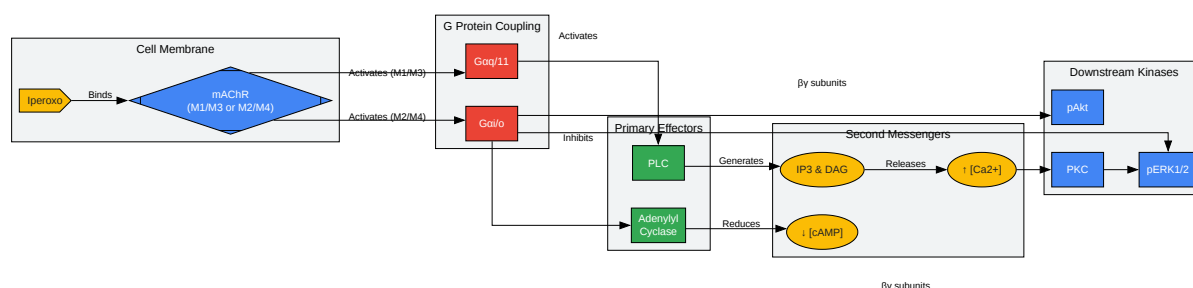 Cell Membrane
Iperoxo
Binds
mAChR
(M1/M3 or M2/M4)
Activates (M1/M3)
Activates (M2/M4)
G Protein Coupling
Gαq/11
Gαi/o
Activates
Inhibits
Primary Effectors
PLC
Adenylyl
Cyclase
Generates
Reduces
Second Messengers
IP3 & DAG
Releases
↑ [Ca2+]
↓ [cAMP]
βγ subunits
Downstream Kinases
pAkt
PKC
pERK1/2
βγ subunits